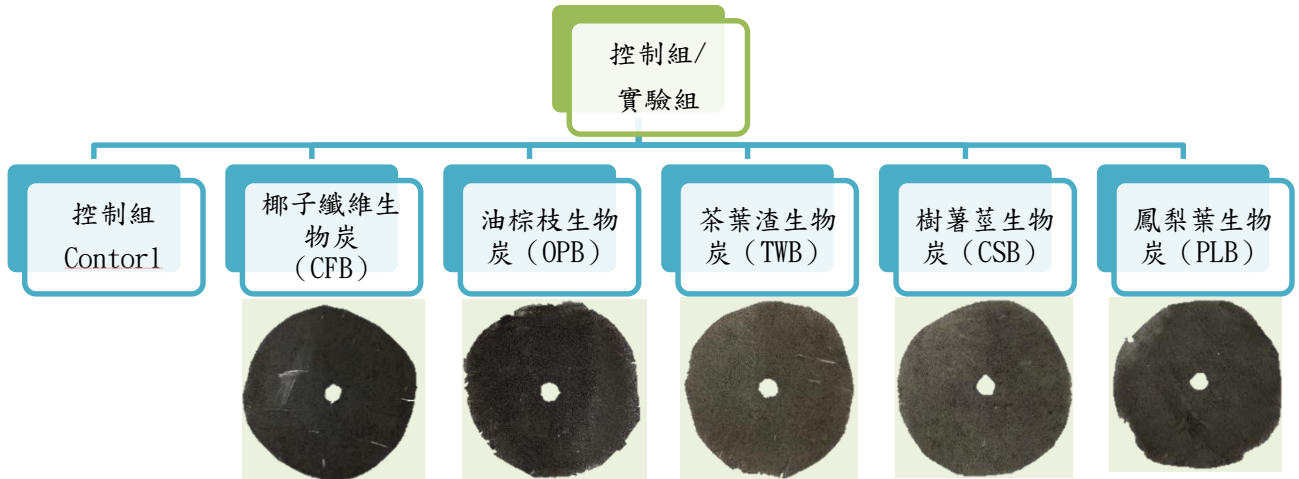 控制組/
實驗組
控制組
Contorl
椰子纖維生
物炭
（CFB）
油棕枝生物
炭（OPB）
茶葉渣生物
炭（TWB）
樹薯莖生物
炭（CSB）
鳳梨葉生物
炭（PLB）